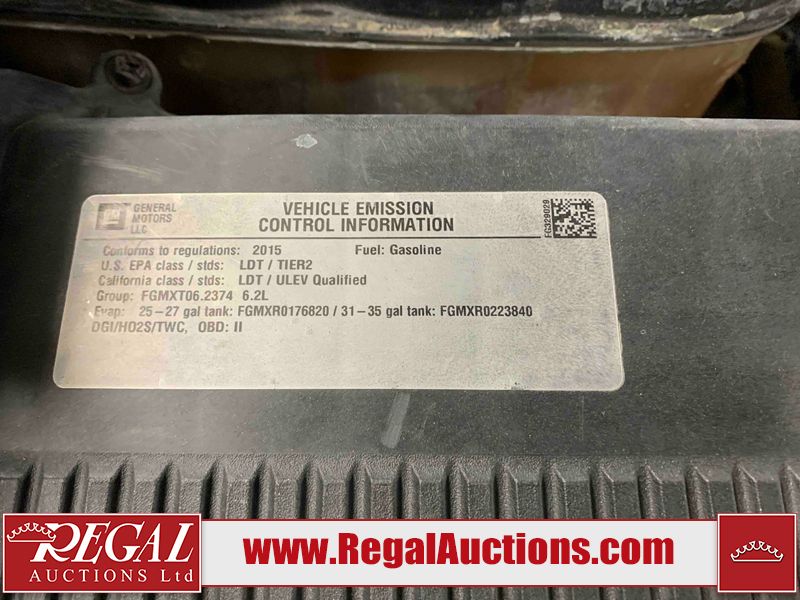 GM
GENERAL
MOTORS
LLC
VEHICLE EMISSION
CONTROL INFORMATION
FG329029
Conforms to regulations: 2015 Fuel: Gasoline
U.S. EPA class / stds: LDT / TIER2
California class / stds: LDT / ULEV Qualified
Group: FGMXT06.2374 6.2L
Evap: 25-27 gal tank: FGMXR0176820 / 31-35 gal tank: FGMXR0223840
DGI/HO2S/TWC, OBD: II
REGAL
AUCTIONS Ltd
www.RegalAuctions.com